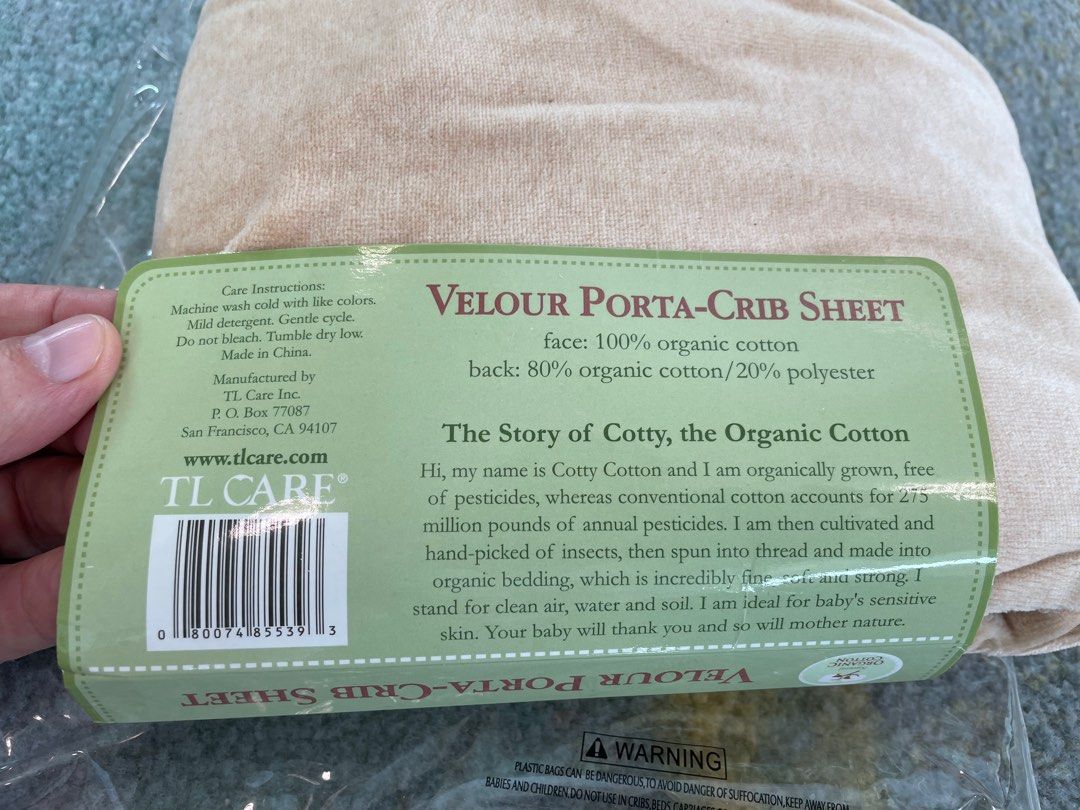 Care Instructions:
Machine wash cold with like colors.
Mild detergent. Gentle cycle.
Do not bleach. Tumble dry low.
Made in China.
Manufactured by
TL Care Inc.
P. O. Box 77087
San Francisco, CA 94107
www.tlcare.com
TL CARE®
0 80074 85539 3
VELOUR PORTA-CRIB SHEET
face: 100% organic cotton
back: 80% organic cotton/20% polyester
The Story of Cotty, the Organic Cotton
Hi, my name is Cotty Cotton and I am organically grown, free
of pesticides, whereas conventional cotton accounts for 275
million pounds of annual pesticides. I am then cultivated and
hand-picked of insects, then spun into thread and made into
organic bedding, which is incredibly fine, soft and strong. I
stand for clean air, water and soil. I am ideal for baby's sensitive
skin. Your baby will thank you and so will mother nature.
VELOUR PORTA-CRIB SHEET
ORGANIC
COTTON
WARNING
PLASTIC BAGS CAN BE DANGEROUS,TO AVOID DANGER OF SUFFOCATION,KEEP AWAY FROM
BABIES AND CHILDREN.DO NOT USE IN CRIBS,BEDS,